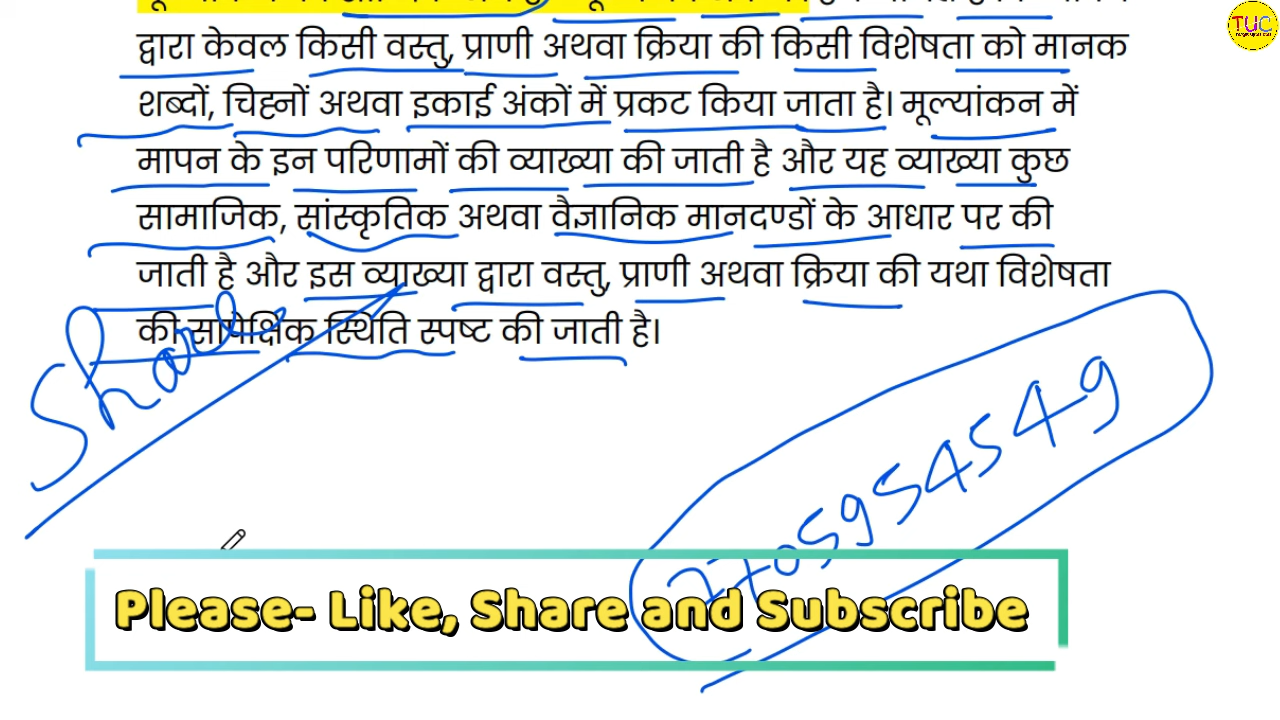 द्वारा केवल किसी वस्तु, प्राणी अथवा क्रिया की किसी विशेषता को मानक
शब्दों, चिह्नों अथवा इकाई अंकों में प्रकट किया जाता है। मूल्यांकन में
मापन के इन परिणामों की व्याख्या की जाती है और यह व्याख्या कुछ
सामाजिक, सांस्कृतिक अथवा वैज्ञानिक मानदण्डों के आधार पर की
जाती है और इस व्याख्या द्वारा वस्तु, प्राणी अथवा क्रिया की यथा विशेषता
की सापेक्षिक स्थिति स्पष्ट की जाती है।
Share
Please- Like, Share and Subscribe
TUC